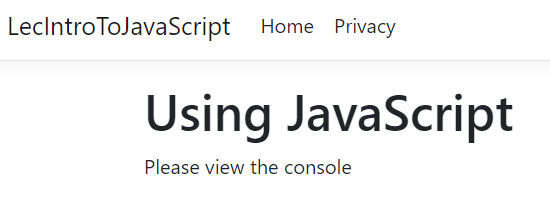 LecIntroToJavaScript Home Privacy
Using JavaScript
Please view the console